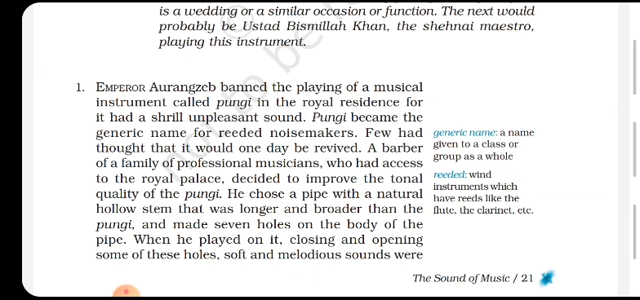 is a wedding or a similar occasion or function. The next would
probably be Ustad Bismillah Khan, the shehnai maestro,
playing this instrument.
1. EMPEROR Aurangzeb banned the playing of a musical
instrument called pungi in the royal residence for
it had a shrill unpleasant sound. Pungi became the
generic name for reeded noisemakers. Few had
thought that it would one day be revived. A barber
of a family of professional musicians, who had access
to the royal palace, decided to improve the tonal
quality of the pungi. He chose a pipe with a natural
hollow stem that was longer and broader than the
pungi, and made seven holes on the body of the
pipe. When he played on it, closing and opening
some of these holes, soft and melodious sounds were
generic name: a name
given to a class or
group as a whole
reeded: wind
instruments which
have reeds like the
flute, the clarinet, etc.
The Sound of Music / 21